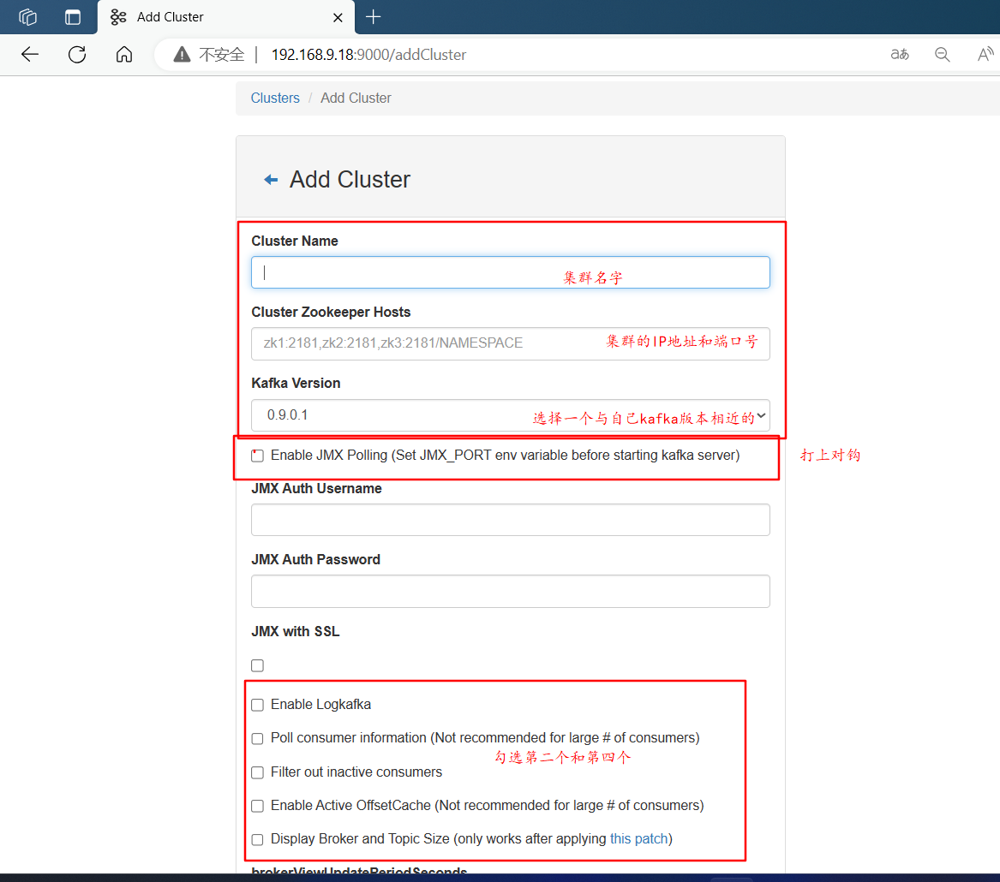 Add Cluster
不安全 192.168.9.18:9000/addCluster aあ A
Clusters / Add Cluster
Add Cluster
Cluster Name
集群名字
Cluster Zookeeper Hosts
zk1:2181,zk2:2181,zk3:2181/NAMESPACE 集群的IP地址和端口号
Kafka Version
0.9.0.1 选择一个与自己kafka版本相近的
Enable JMX Polling (Set JMX_PORT env variable before starting kafka server) 打上对钩
JMX Auth Username
JMX Auth Password
JMX with SSL
Enable Logkafka
Poll consumer information (Not recommended for large # of consumers)
勾选第二个和第四个
Filter out inactive consumers
Enable Active OffsetCache (Not recommended for large # of consumers)
Display Broker and Topic Size (only works after applying this patch)
brokerViewUpdatePeriodSeconds